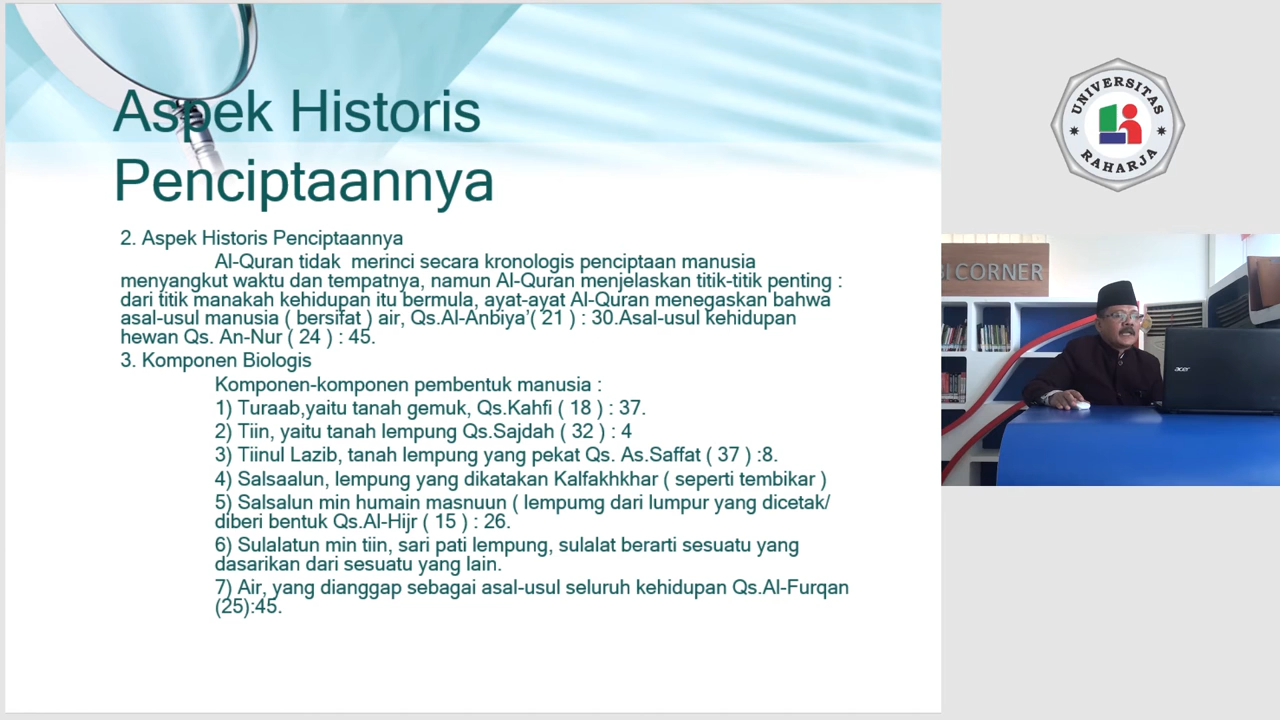 Aspek Historis
Penciptaannya
2. Aspek Historis Penciptaannya
Al-Quran tidak  merinci secara kronologis penciptaan manusia
menyangkut waktu dan tempatnya, namun Al-Quran menjelaskan titik-titik penting :
dari titik manakah kehidupan itu bermula, ayat-ayat Al-Quran menegaskan bahwa
asal-usul manusia ( bersifat ) air, Qs.Al-Anbiya’( 21 ) : 30.Asal-usul kehidupan
hewan Qs. An-Nur ( 24 ) : 45.
3. Komponen Biologis
Komponen-komponen pembentuk manusia :
1) Turaab,yaitu tanah gemuk, Qs.Kahfi ( 18 ) : 37.
2) Tiin, yaitu tanah lempung Qs.Sajdah ( 32 ) : 4
3) Tiinul Lazib, tanah lempung yang pekat Qs. As.Saffat ( 37 ) :8.
4) Salsaalun, lempung yang dikatakan Kalfakhkhar ( seperti tembikar )
5) Salsalun min humain masnuun ( lempumg dari lumpur yang dicetak/
diberi bentuk Qs.Al-Hijr ( 15 ) : 26.
6) Sulalatun min tiin, sari pati lempung, sulalat berarti sesuatu yang
dasarikan dari sesuatu yang lain.
7) Air, yang dianggap sebagai asal-usul seluruh kehidupan Qs.Al-Furqan
(25):45.
UNIVERSITAS
RAHARJA
BI CORNER
acer